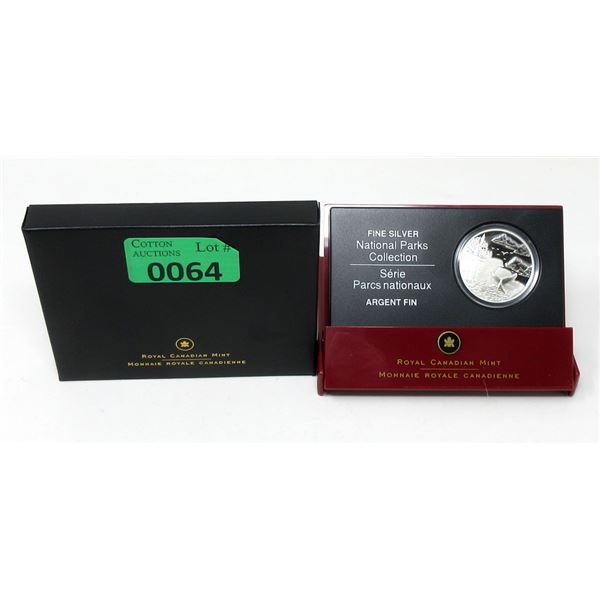 COTTON
AUCTIONS
Lot #
0064
ROYAL CANADIAN MINT
MONNAIE ROYALE CANADIENNE
FINE SILVER
National Parks
Collection
Série
Parcs nationaux
ARGENT FIN
ROYAL CANADIAN MINT
MONNAIE ROYALE CANADIENNE